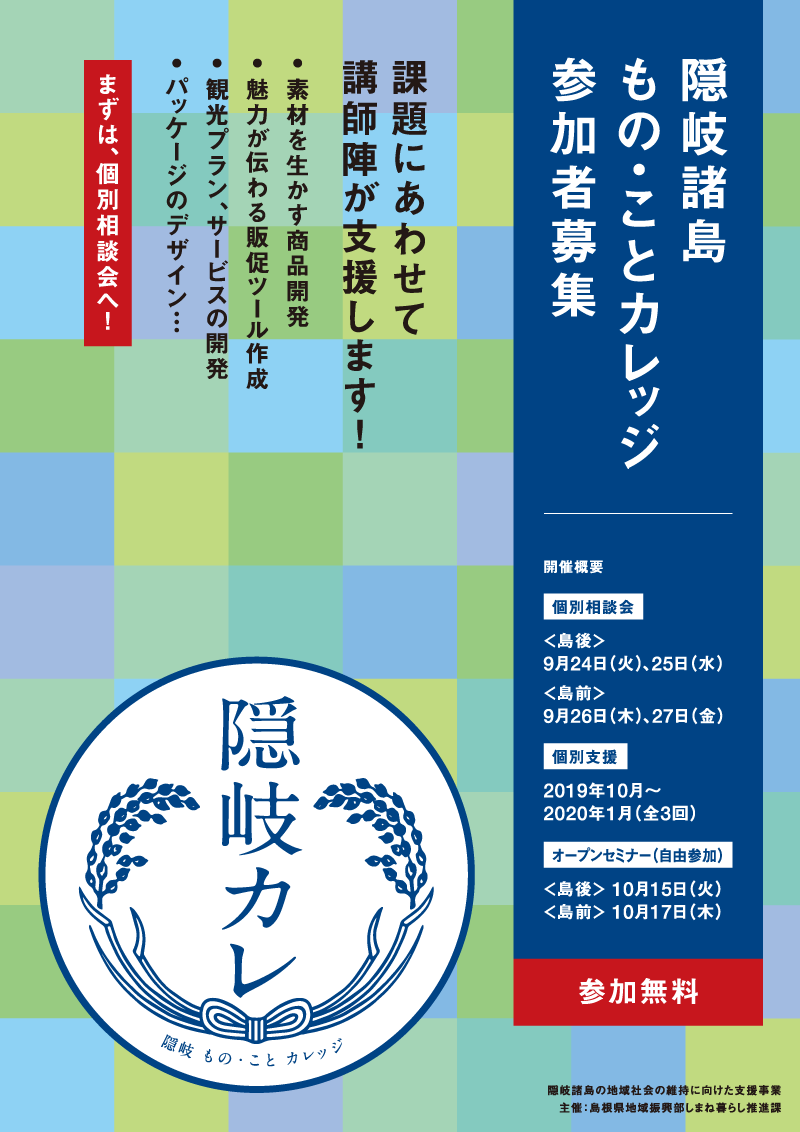 隠岐諸島
もの・ことカレッジ
参加者募集
課題にあわせて
講師陣が支援します！
• 素材を生かす商品開発
• 魅力が伝わる販促ツール作成
• 観光プラン、サービスの開発
• パッケージのデザイン…
まずは、個別相談会へ！
開催概要
個別相談会
＜島後＞
9月24日（火）、25日（水）
＜島前＞
9月26日（木）、27日（金）
個別支援
2019年10月〜
2020年1月（全3回）
オープンセミナー（自由参加）
＜島後＞ 10月15日（火）
＜島前＞ 10月17日（木）
参加無料
隠岐カレ
隠岐 もの・こと カレッジ
隠岐諸島の地域社会の維持に向けた支援事業
主催：島根県地域振興部しまね暮らし推進課